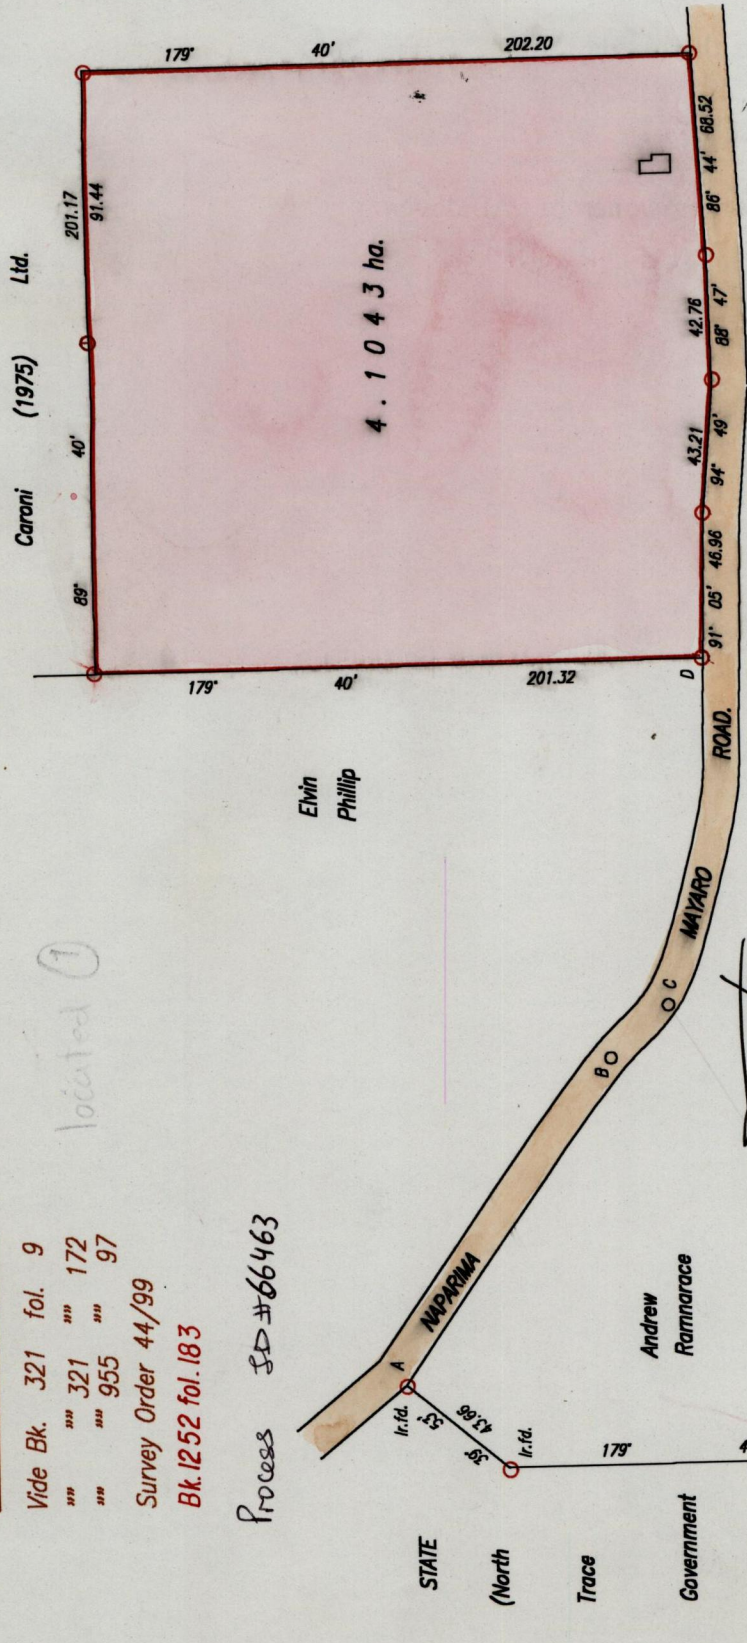 Vide Bk. 321 fol. 9
"" "" 321 "" 172
"" "" 955 "" 97
Survey Order 44/99
Bk.1252 fol.183
Process ID #66463
located 1
Caroni (1975) Ltd.
89° 40' 201.17
91.44
179° 40' 202.20
4.1043 ha.
179° 40' 201.32
Elvin
Phillip
D
91° 05' 46.96
94° 49' 43.21
88° 47' 42.76
86° 44' 68.52
NAPARIMA MAYARO ROAD.
A
B
C
Ir.fd.
39° 53' 43.66
Ir.fd.
179°
Andrew
Ramnarace
STATE
(North
Trace
Government